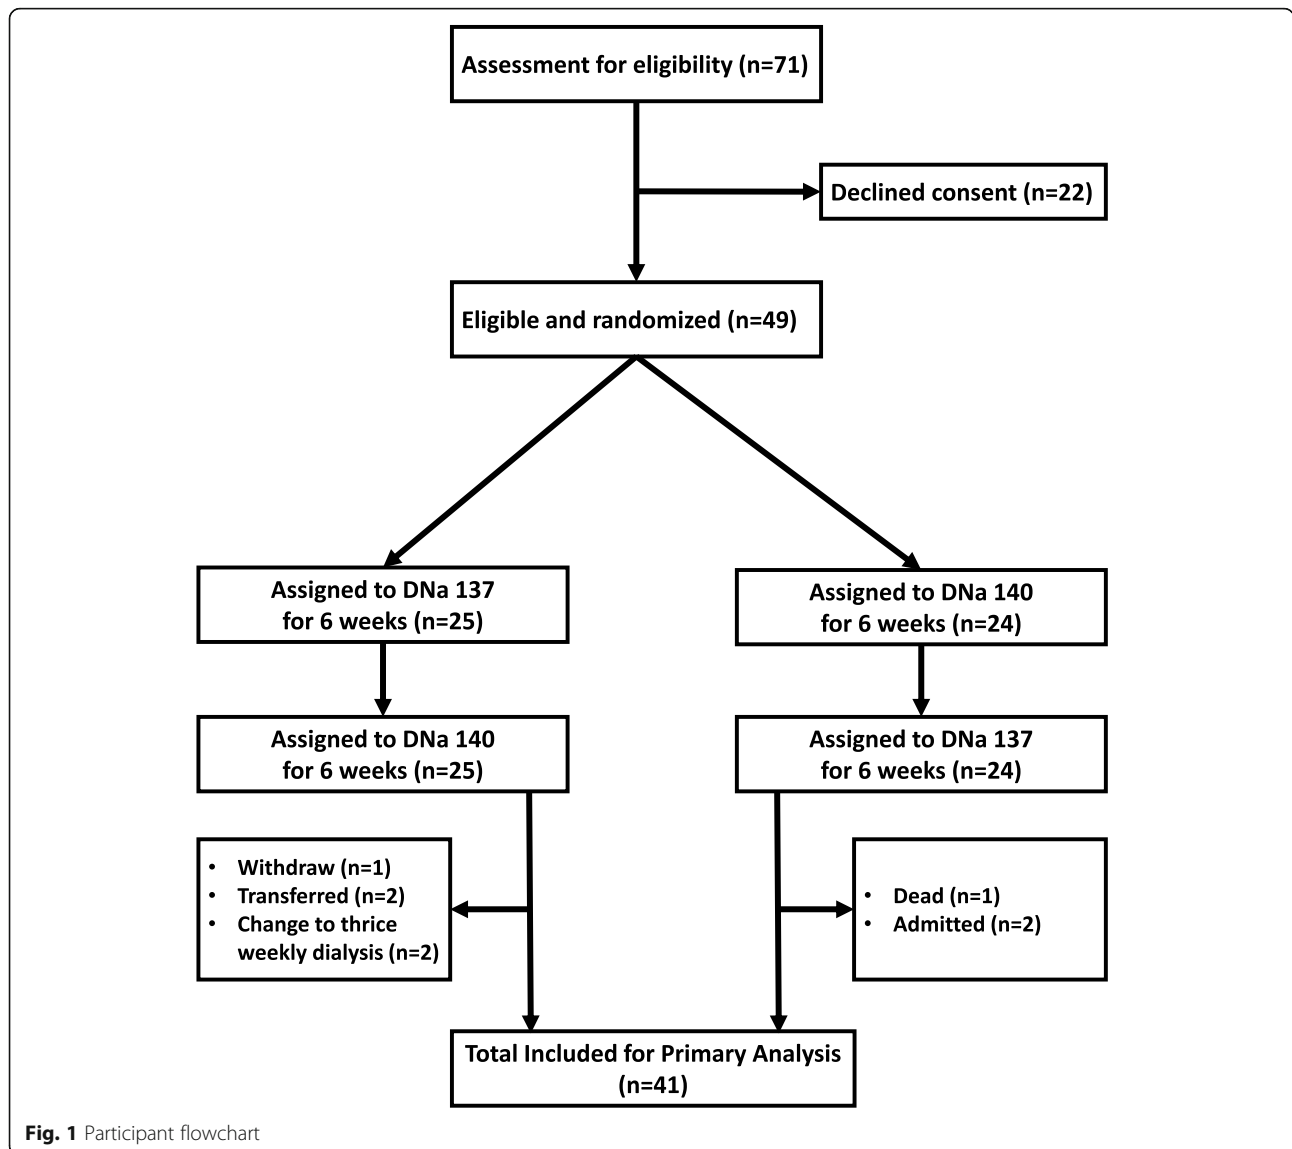 Assessment for eligibility (n=71)
Declined consent (n=22)
Eligible and randomized (n=49)
Assigned to DNa 137
for 6 weeks (n=25)
Assigned to DNa 140
for 6 weeks (n=24)
Assigned to DNa 140
for 6 weeks (n=25)
Assigned to DNa 137
for 6 weeks (n=24)
• Withdraw (n=1)
• Transferred (n=2)
• Change to thrice
weekly dialysis (n=2)
• Dead (n=1)
• Admitted (n=2)
Total Included for Primary Analysis
(n=41)
Fig. 1 Participant flowchart